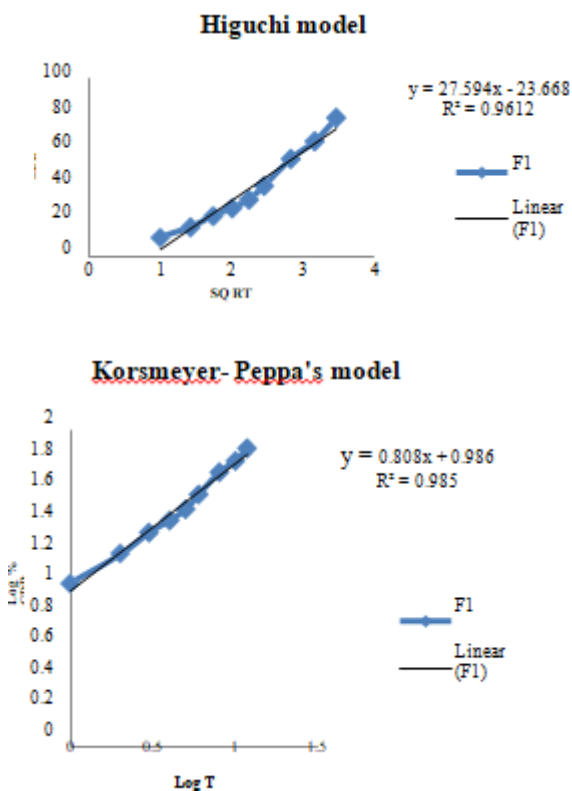 Higuchi model
100
80
60
40
20
0
y = 27.594x - 23.668
R² = 0.9612
F1
Linear
(F1)
0 1 2 3 4
SQ RT
Korsmeyer- Peppa's model
2
1.8
1.6
1.4
1.2
1
0.8
0.6
0.4
0.2
0
y = 0.808x + 0.986
R² = 0.985
Log %
F1
Linear
(F1)
0 0.5 1 1.5
Log T